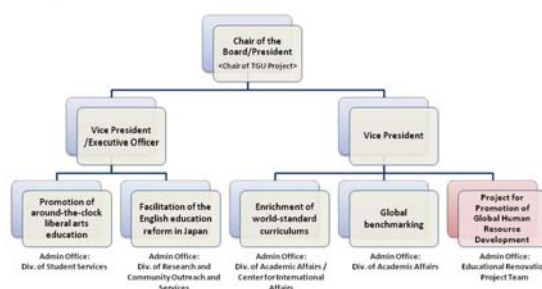 Chair of the
Board/President
<Chair of TGU Project>
Vice President
/Executive Officer
Vice President
Promotion of
around-the-clock
liberal arts
education
Facilitation of the
English education
reform in Japan
Enrichment of
world-standard
curriculums
Global
benchmarking
Project for
Promotion of
Global Human
Resource
Development
Admin Office:
Div. of Student Services
Admin Office:
Div. of Research and
Community Outreach and
Services
Admin Office:
Div. of Academic Affairs /
Center for International
Affairs
Admin Office:
Div. of Academic Affairs
Admin Office:
Educational Renovation
Project Team